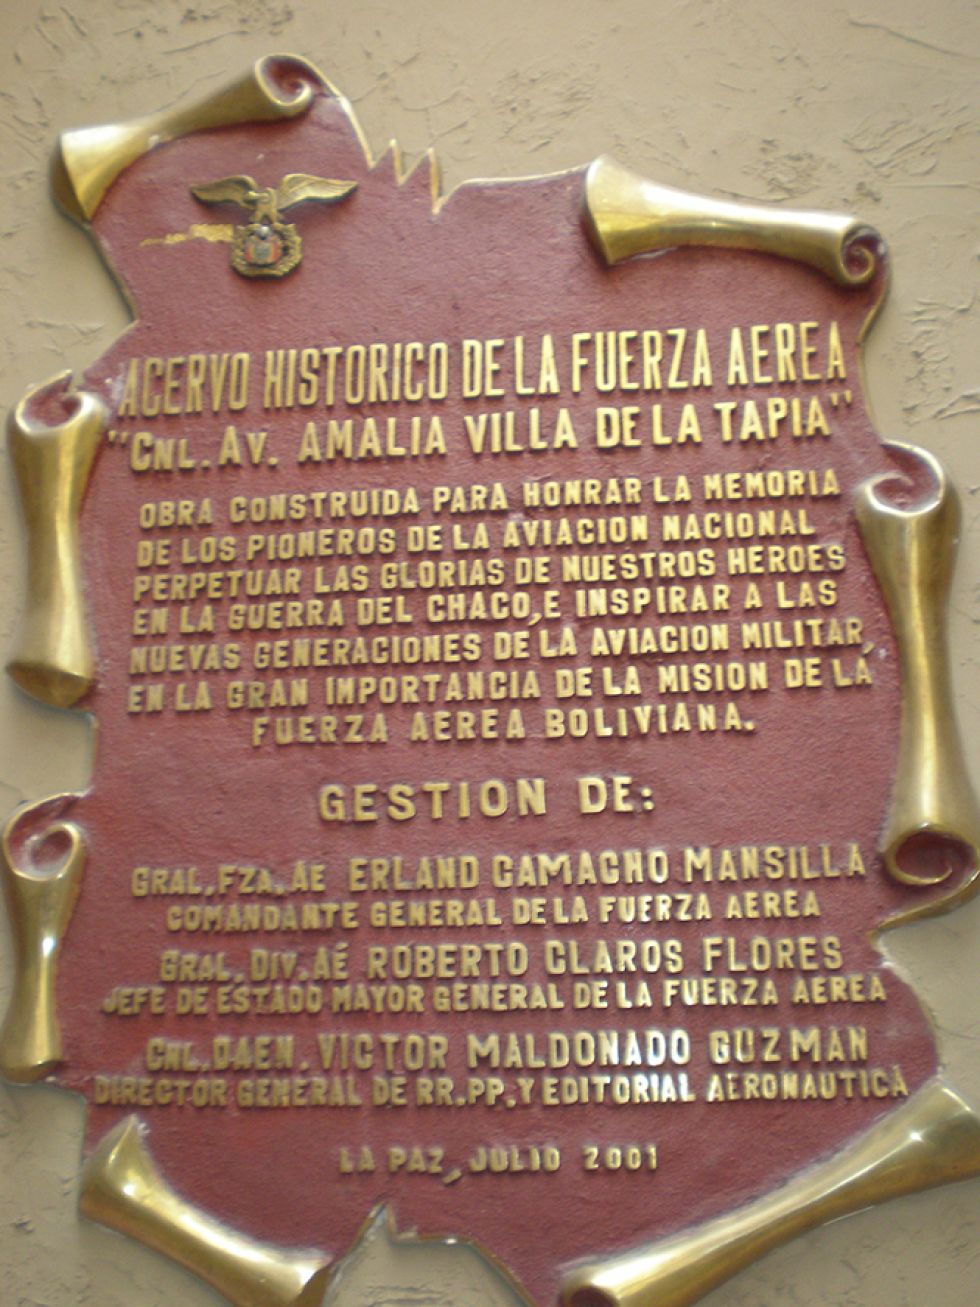 ACERVO HISTORICO DE LA FUERZA AEREA
"CNL. AV. AMALIA VILLA DE LA TAPIA"
OBRA CONSTRUIDA PARA HONRAR LA MEMORIA
DE LOS PIONEROS DE LA AVIACION NACIONAL
PERPETUAR LAS GLORIAS DE NUESTROS HEROES
EN LA GUERRA DEL CHACO, E INSPIRAR A LAS
NUEVAS GENERACIONES DE LA AVIACION MILITAR,
EN LA GRAN IMPORTANCIA DE LA MISION DE LA
FUERZA AEREA BOLIVIANA.
GESTION DE:
GRAL. FZA. AE ERLAND CAMACHO MANSILLA
COMANDANTE GENERAL DE LA FUERZA AEREA
GRAL. DIV. AÉ ROBERTO CLAROS FLORES
JEFE DE ESTADO MAYOR GENERAL DE LA FUERZA AEREA
CNL. DAEN. VICTOR MALDONADO GUZMAN
DIRECTOR GENERAL DE RR.PP. Y EDITORIAL AERONAUTICA
LA PAZ, JULIO 2001